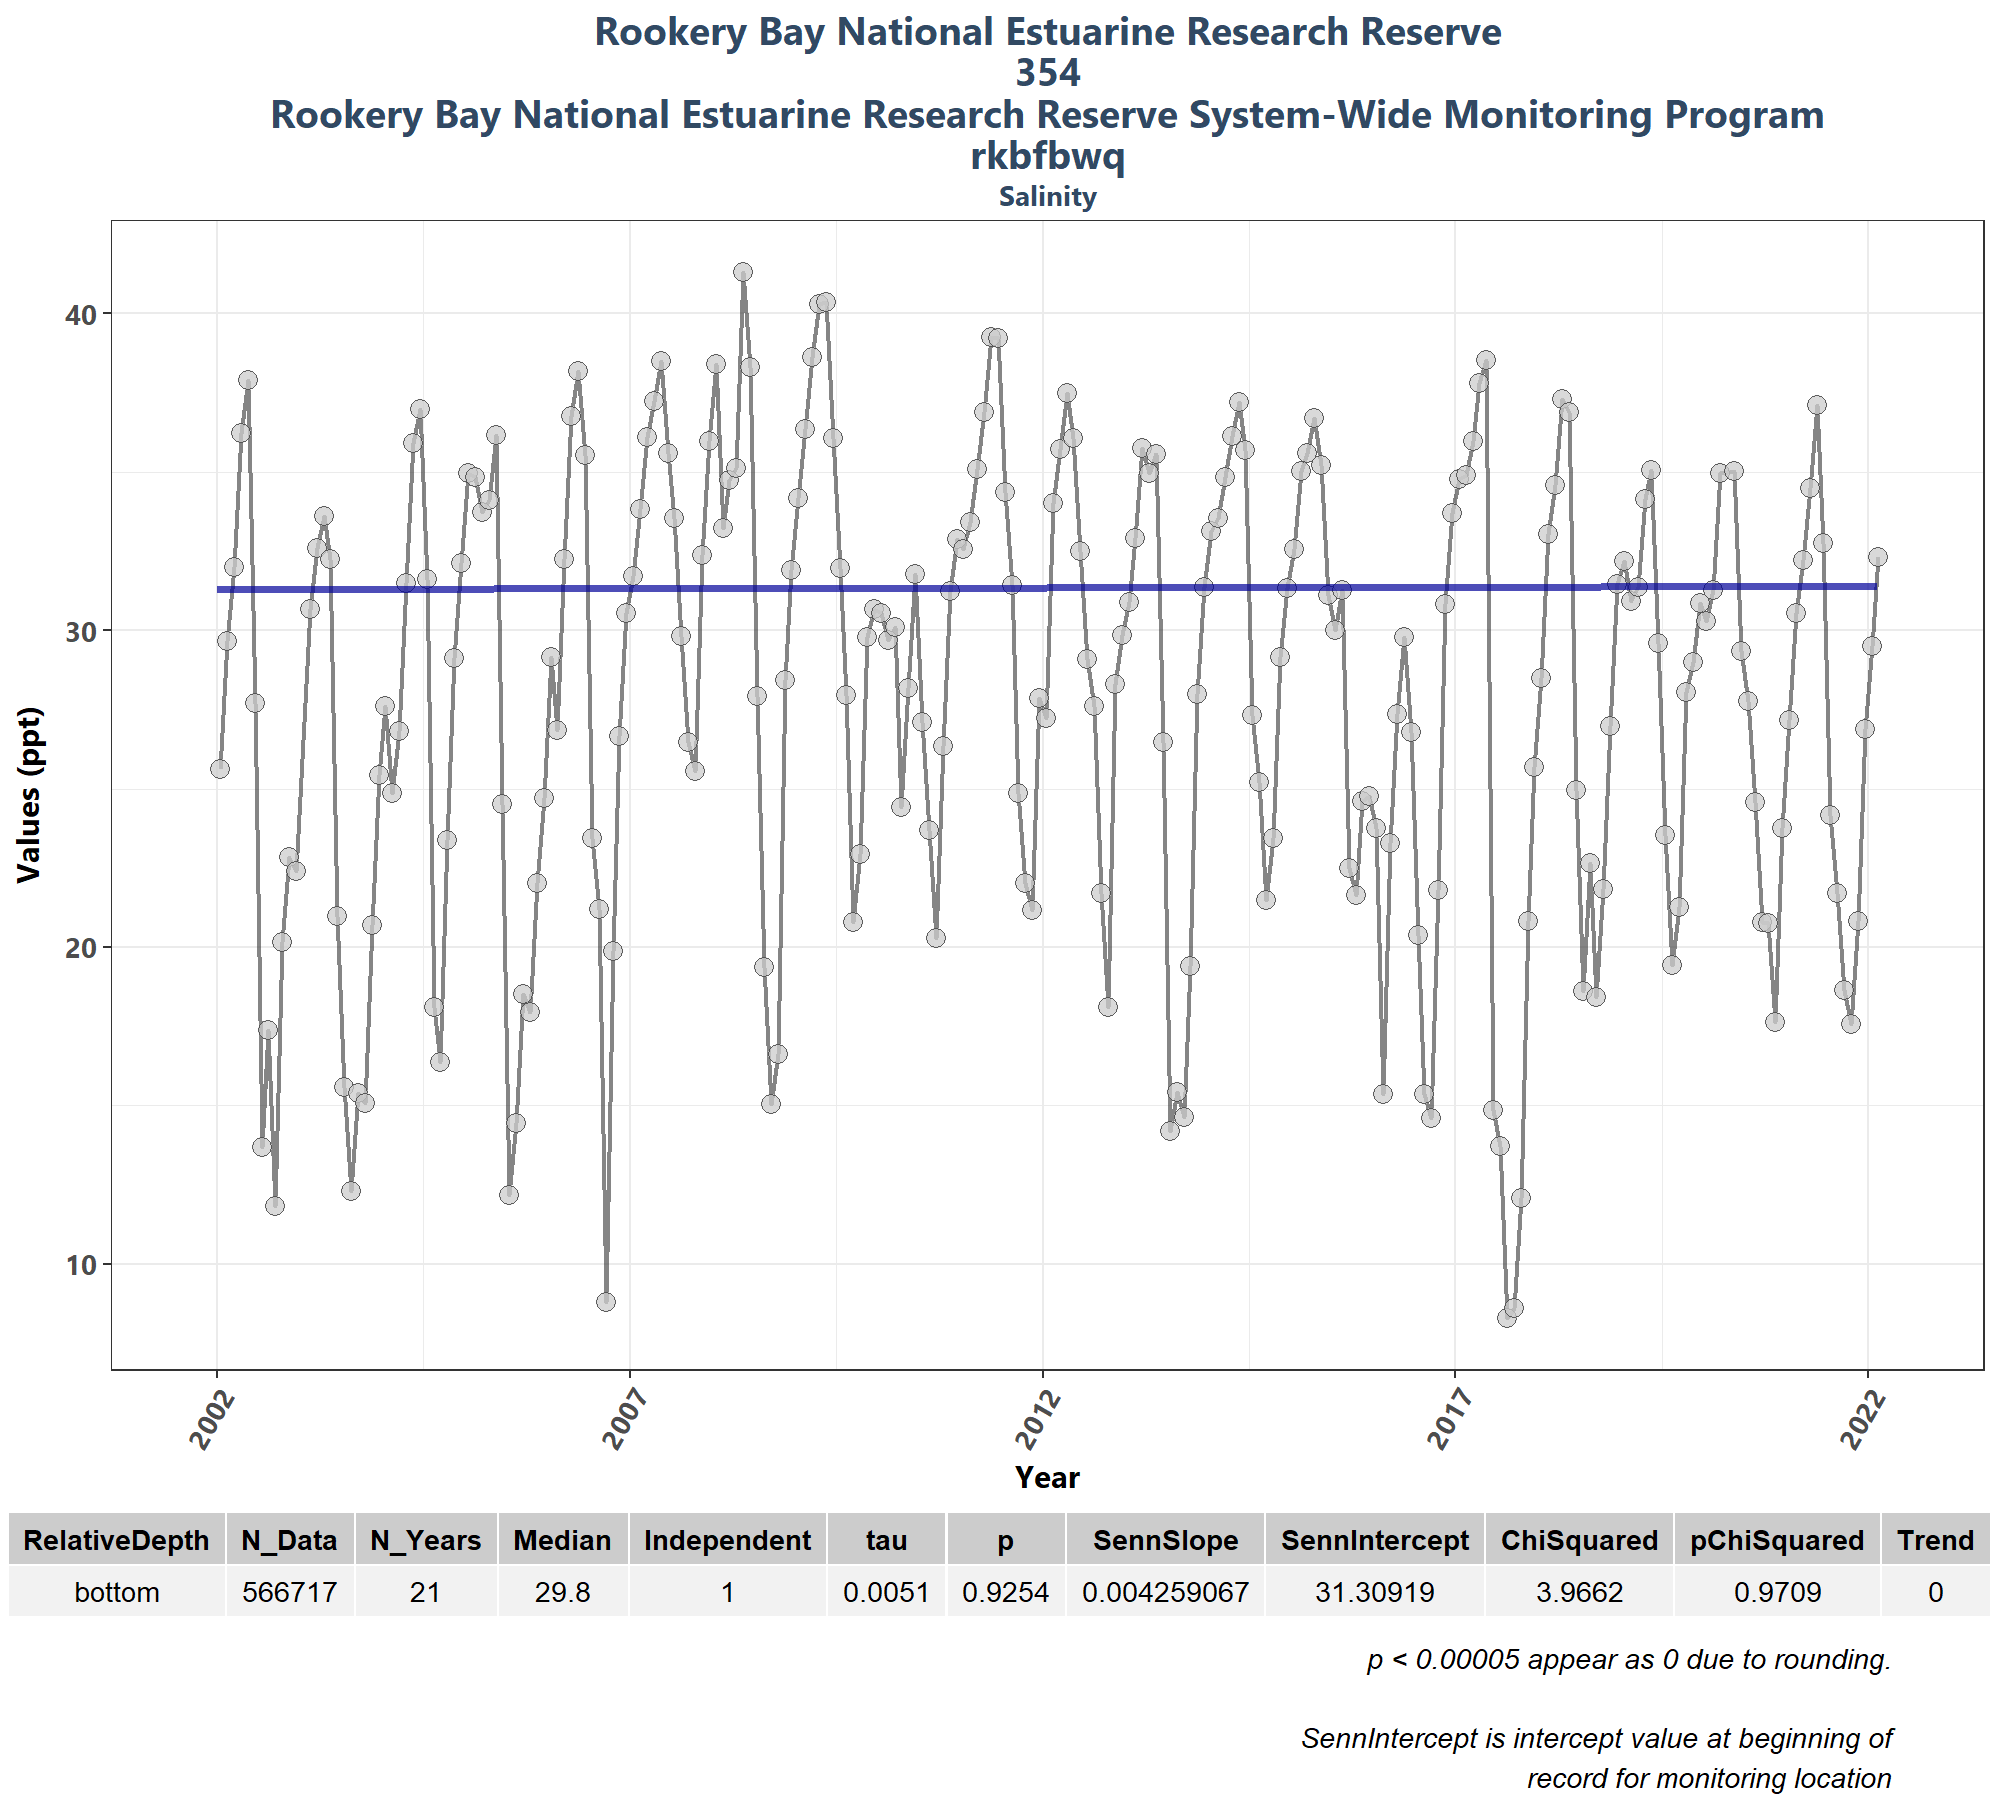 Rookery Bay National Estuarine Research Reserve
354
Rookery Bay National Estuarine Research Reserve System-Wide Monitoring Program
rkbfbwq
Salinity
Values (ppt)
40
30
20
10
2002 2007 2012 2017 2022
Year
RelativeDepth N_Data N_Years Median Independent tau p SennSlope SennIntercept ChiSquared pChiSquared Trend
bottom 566717 21 29.8 1 0.0051 0.9254 0.004259067 31.30919 3.9662 0.9709 0
p < 0.00005 appear as 0 due to rounding.
SennIntercept is intercept value at beginning of
record for monitoring location